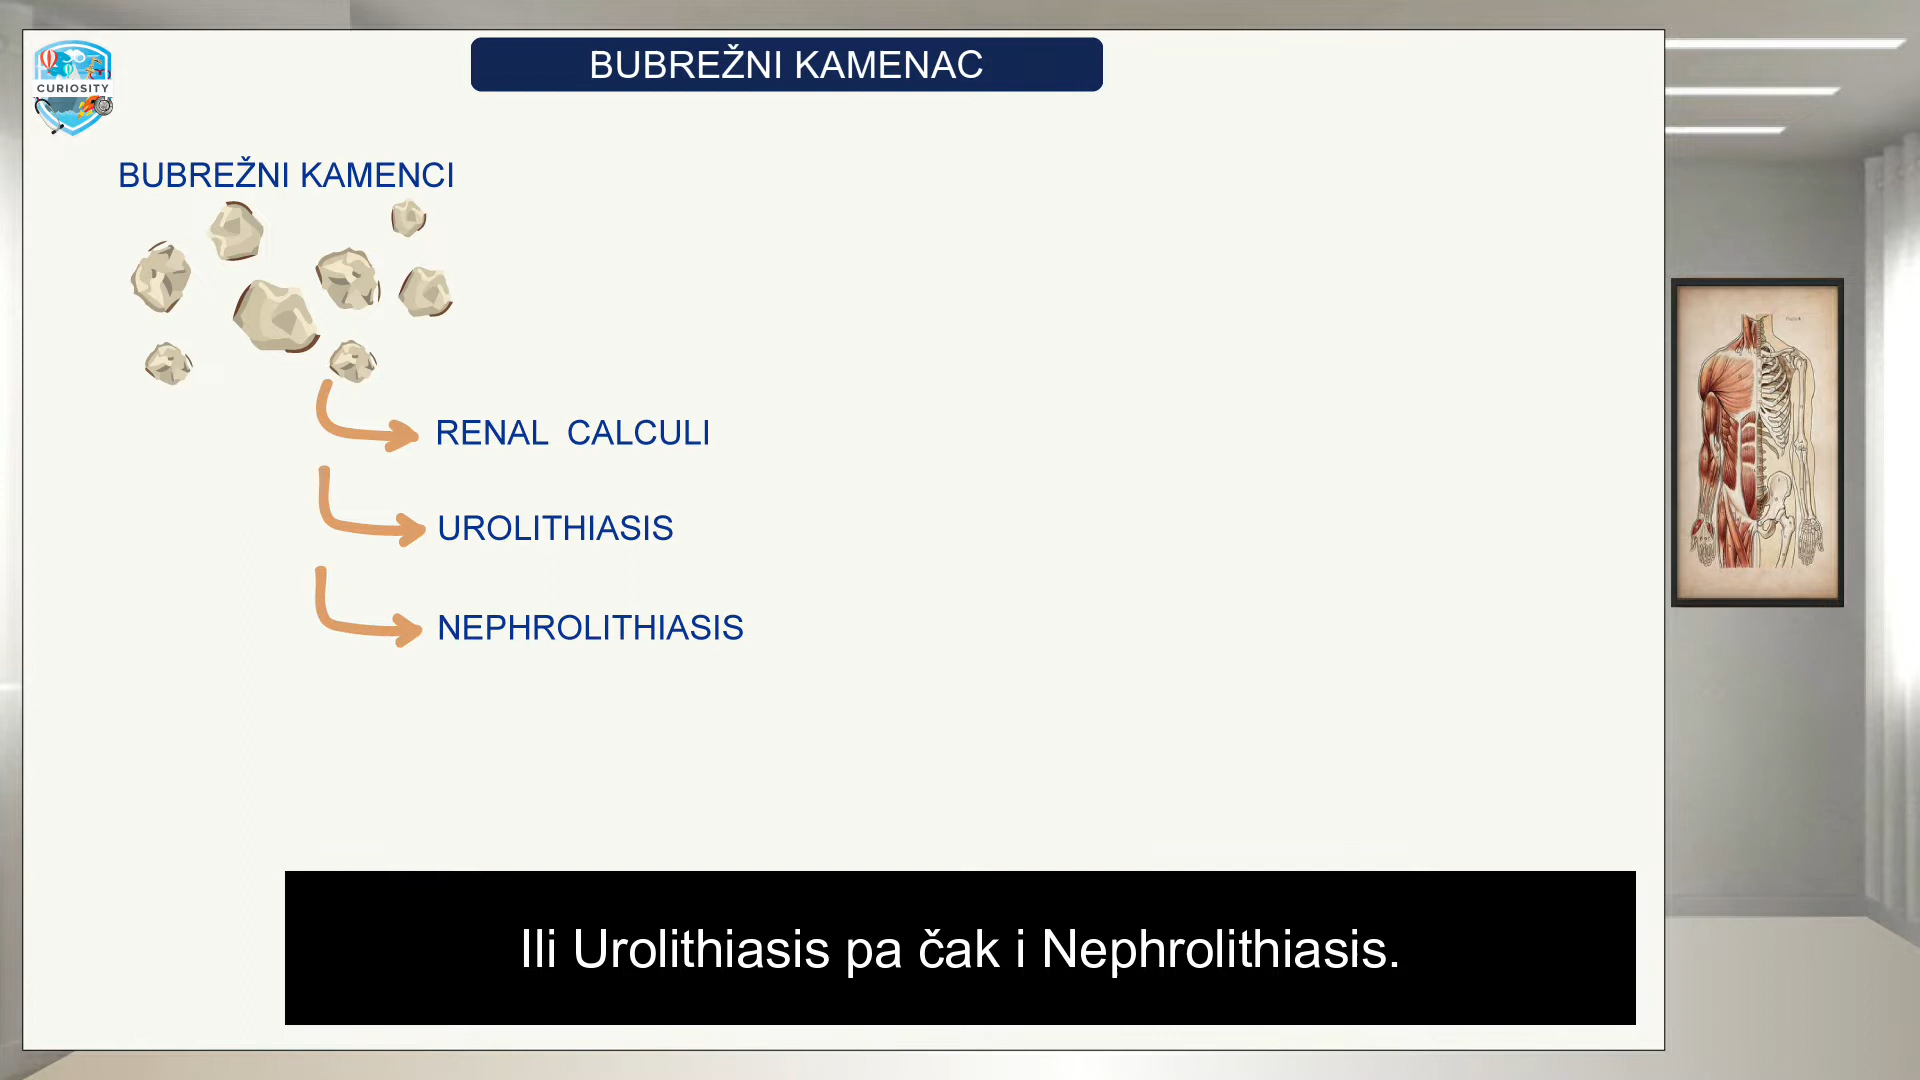 CURIOSITY
BUBREŽNI KAMENAC
BUBREŽNI KAMENCI
RENAL CALCULI
UROLITHIASIS
NEPHROLITHIASIS
Ili Urolithiasis pa čak i Nephrolithiasis.